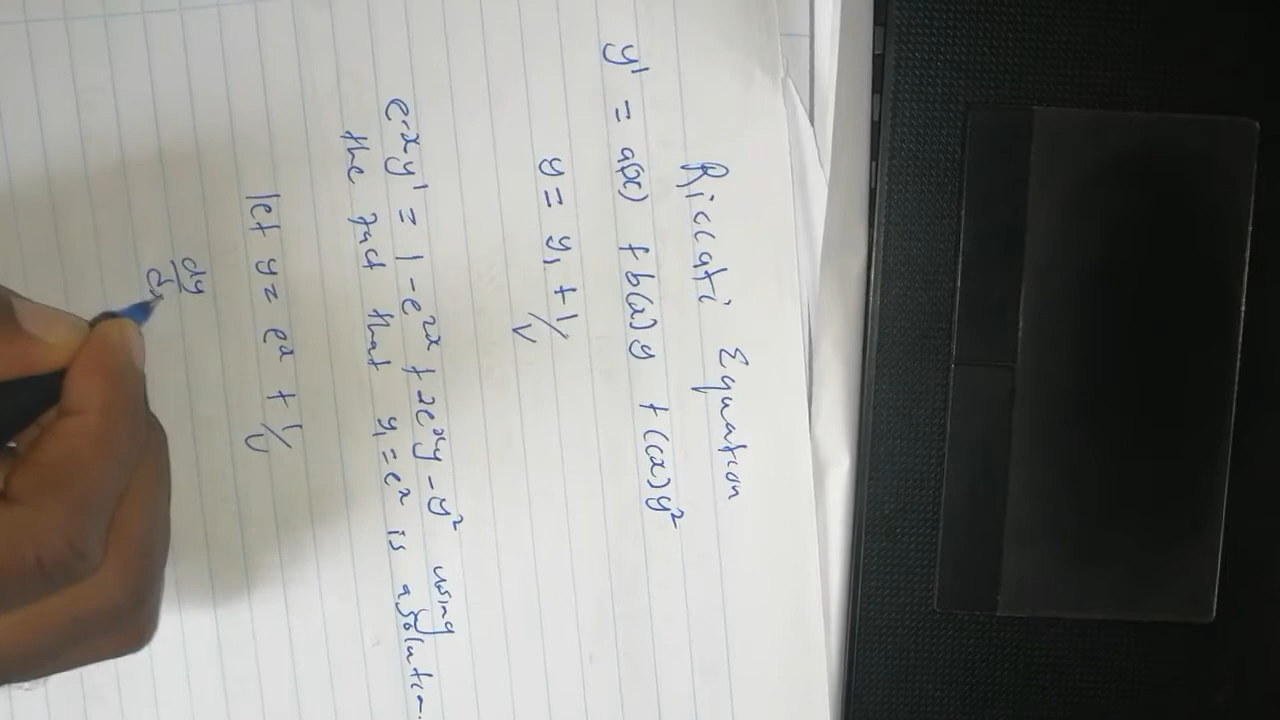 Riccati Equation
y' = a(x) + b(x)y + c(x)y²
y = y₁ + 1/v
e-xy' = 1 - e²ˣ + 2eˣy - y² using
the fact that y₁ = eˣ is a solution.
let y = eˣ + 1/v
dy/dx